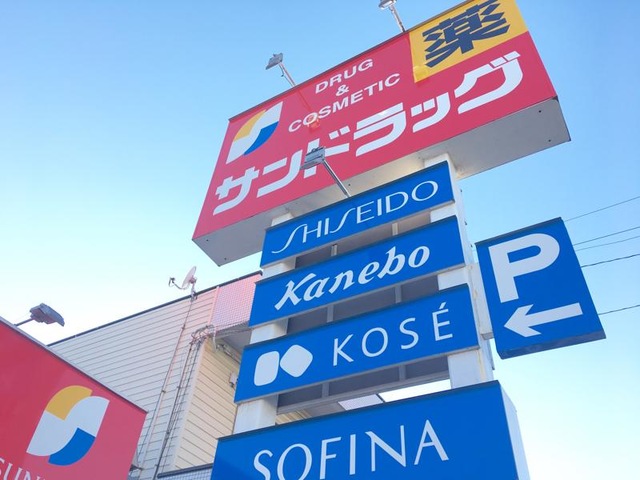 薬
DRUG
&
COSMETIC
サンドラッグ
SHISEIDO
Kanebo
P
KOSÉ
SOFINA